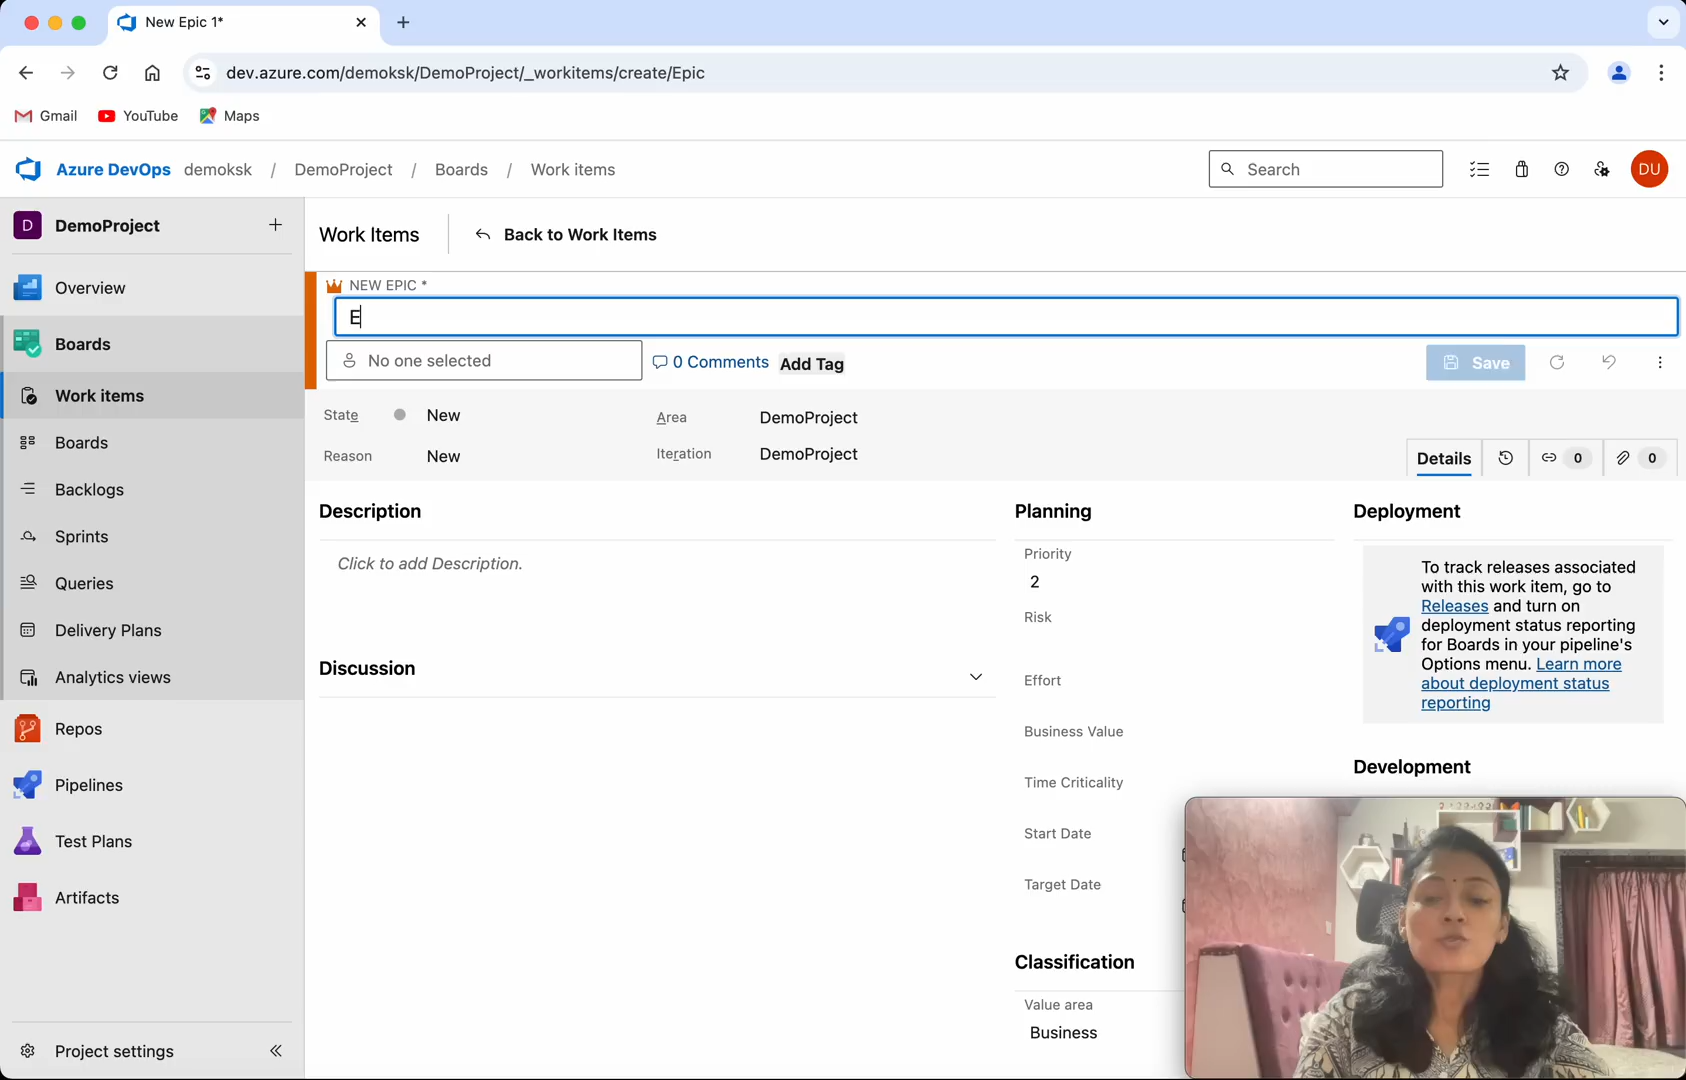 New Epic 1*
dev.azure.com/demoksk/DemoProject/_workitems/create/Epic
Gmail YouTube Maps
Azure DevOps demoksk / DemoProject / Boards / Work items
Search
DU
D DemoProject
Overview
Boards
Work items
Boards
Backlogs
Sprints
Queries
Delivery Plans
Analytics views
Repos
Pipelines
Test Plans
Artifacts
Project settings
Work Items
Back to Work Items
NEW EPIC *
E
No one selected
0 Comments
Add Tag
Save
State New
Area DemoProject
Reason New
Iteration DemoProject
Details
0
0
Description
Click to add Description.
Discussion
Planning
Priority
2
Risk
Effort
Business Value
Time Criticality
Start Date
Target Date
Classification
Value area
Business
Deployment
To track releases associated
with this work item, go to
Releases and turn on
deployment status reporting
for Boards in your pipeline's
Options menu. Learn more
about deployment status
reporting
Development